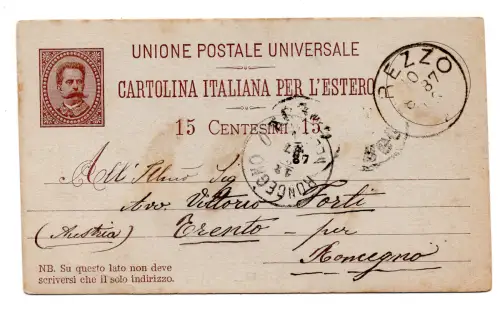 UNIONE POSTALE UNIVERSALE
CARTOLINA ITALIANA PER L'ESTERO
15 CENTESIMI, 15
REZZO
87
RONCEGNO
87
All' Illmo Sig
Avv. Vittorio Forti
(Austria) Trento - per
Roncegno
NB. Su questo lato non deve
scriversi che il solo indirizzo.